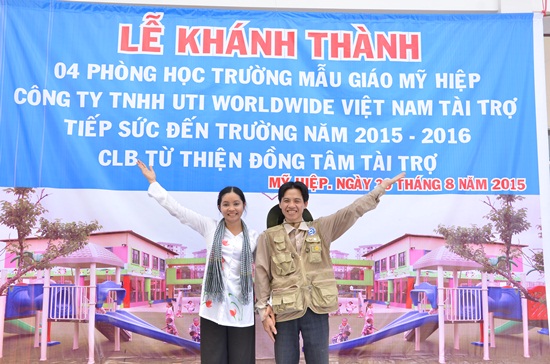 LỄ KHÁNH THÀNH
04 PHÒNG HỌC TRƯỜNG MẪU GIÁO MỸ HIỆP
CÔNG TY TNHH UTI WORLDWIDE VIỆT NAM TÀI TRỢ
TIẾP SỨC ĐẾN TRƯỜNG NĂM 2015 - 2016
CLB TỪ THIỆN ĐỒNG TÂM TÀI TRỢ
MỸ HIỆP. NGÀY THÁNG 8 NĂM 2015